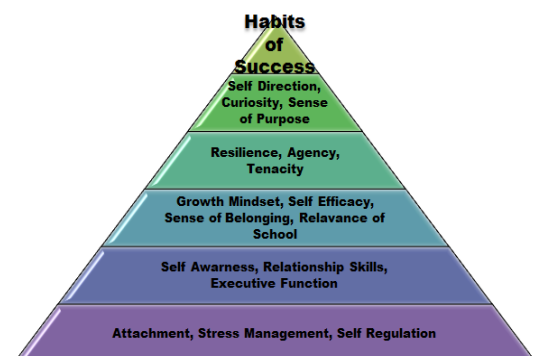 Habits
of
Success
Self Direction,
Curiosity, Sense
of Purpose
Resilience, Agency,
Tenacity
Growth Mindset, Self Efficacy,
Sense of Belonging, Relavance of
School
Self Awarness, Relationship Skills,
Executive Function
Attachment, Stress Management, Self Regulation